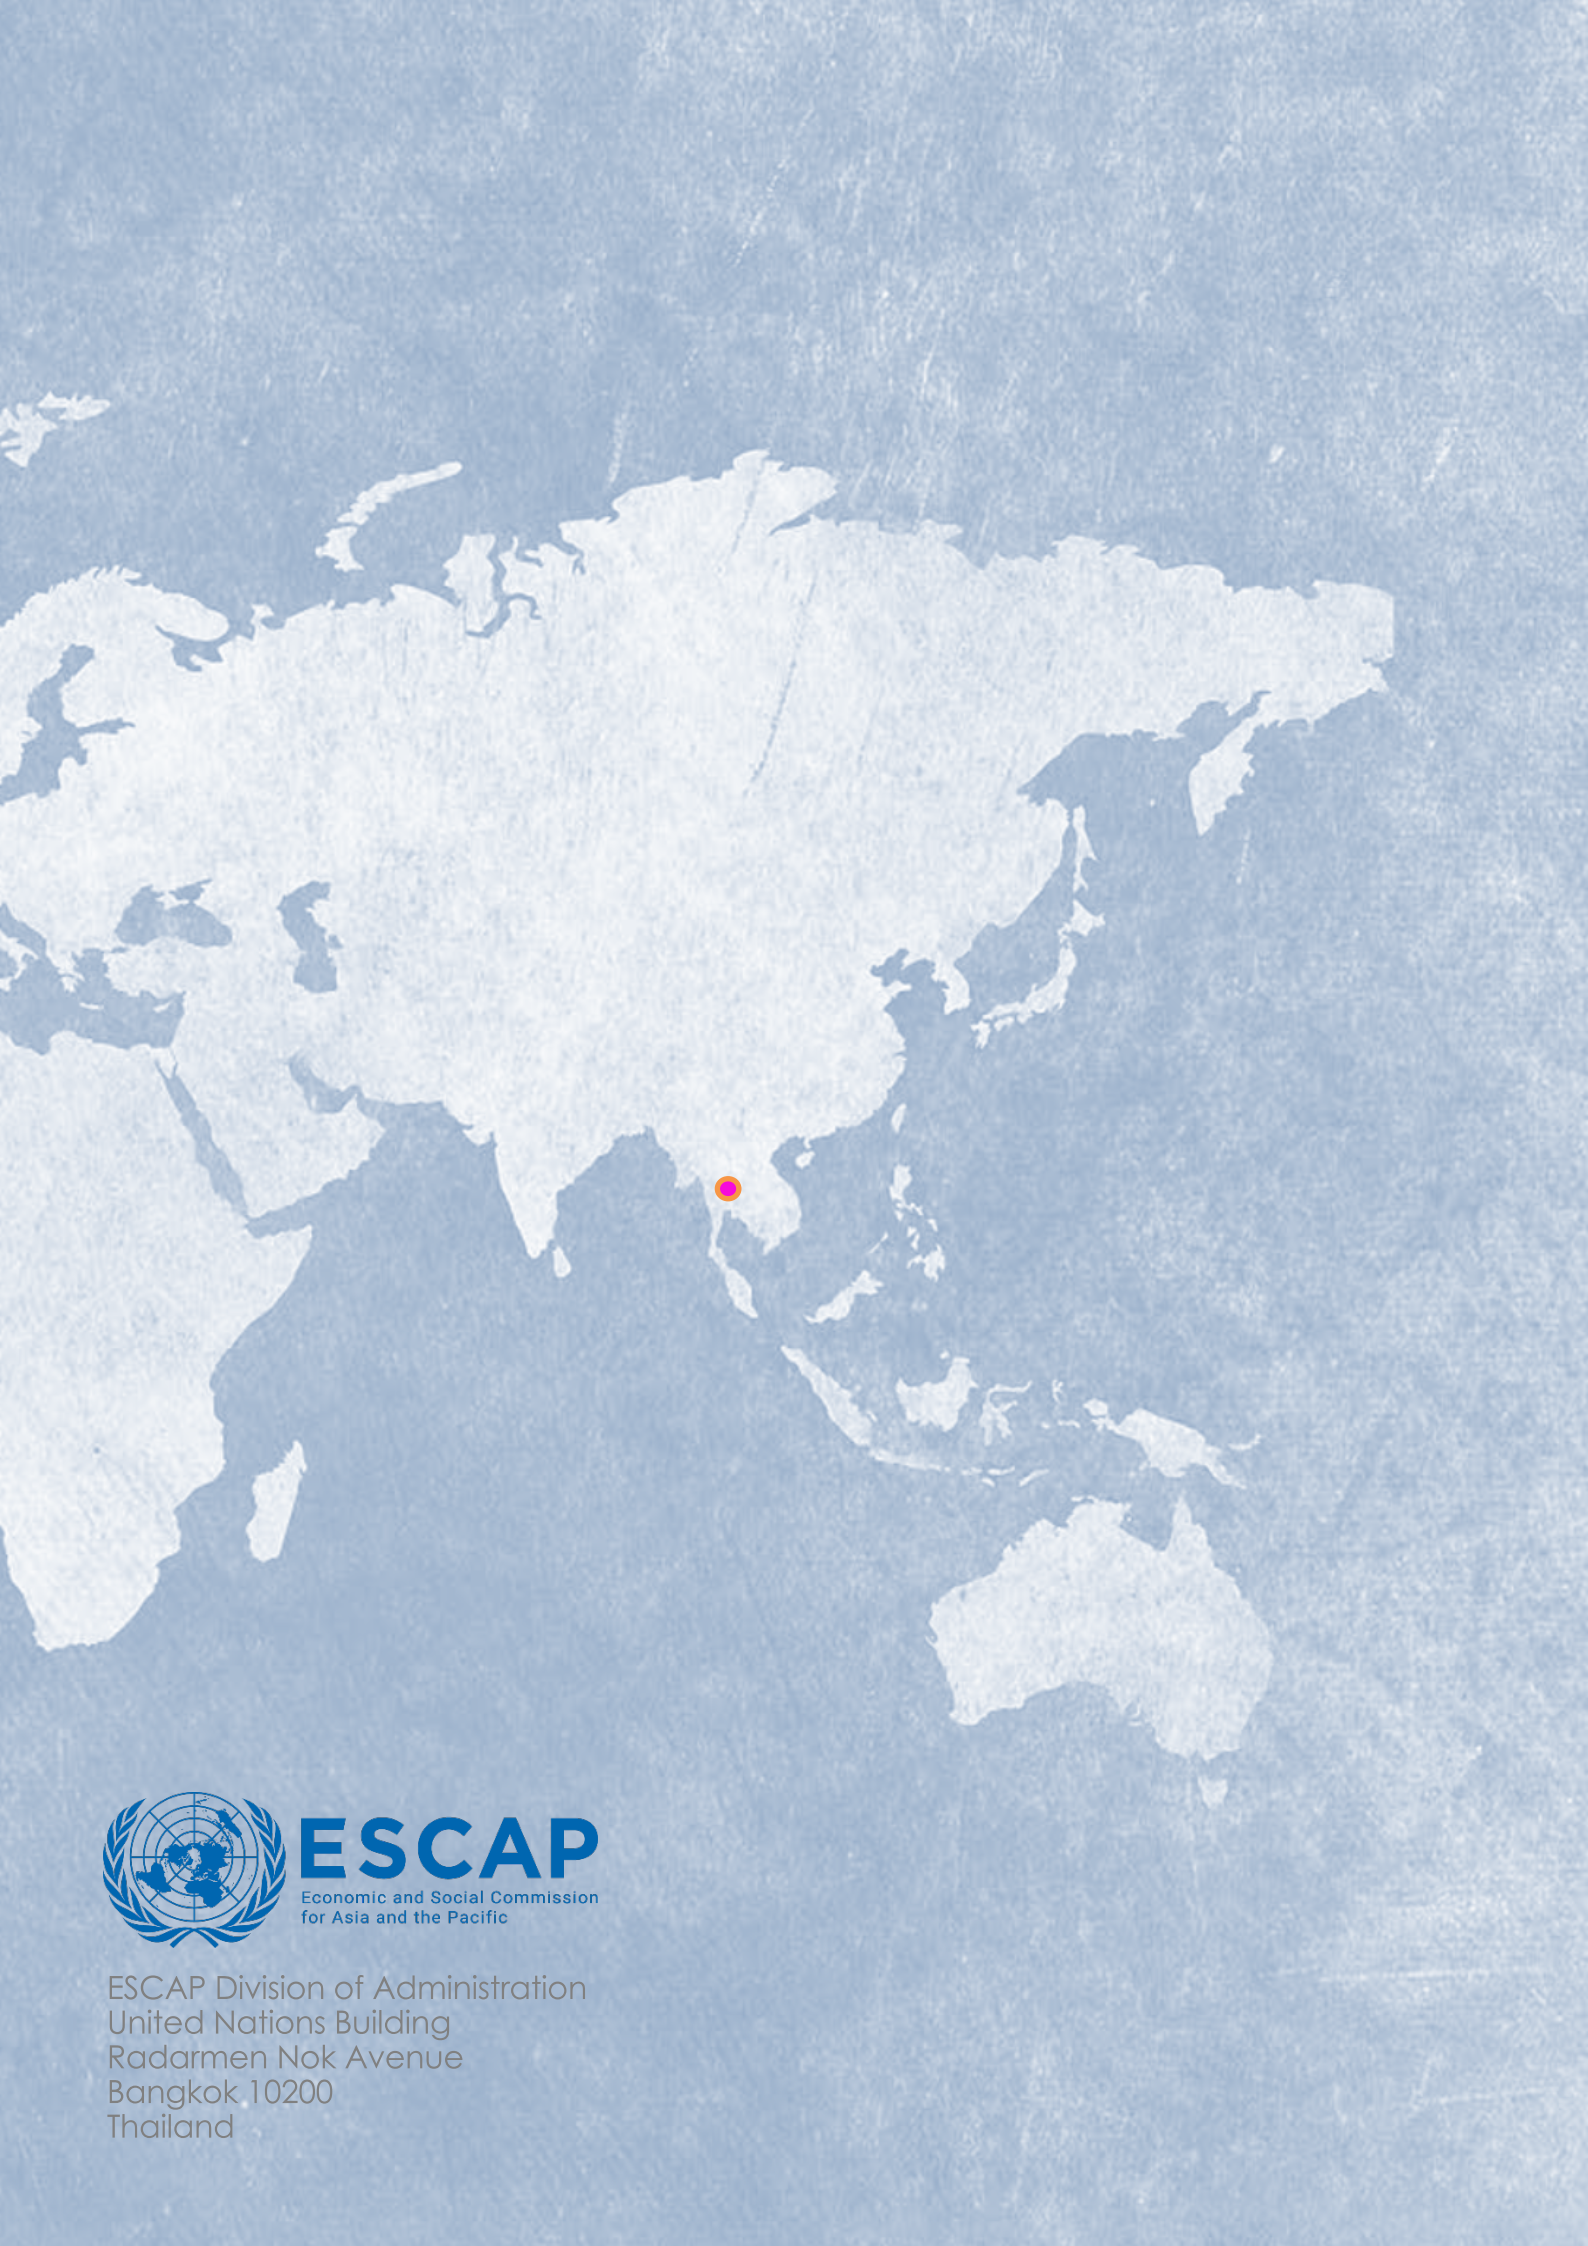 ESCAP
Economic and Social Commission
for Asia and the Pacific
ESCAP Division of Administration
United Nations Building
Radarmen Nok Avenue
Bangkok 10200
Thailand